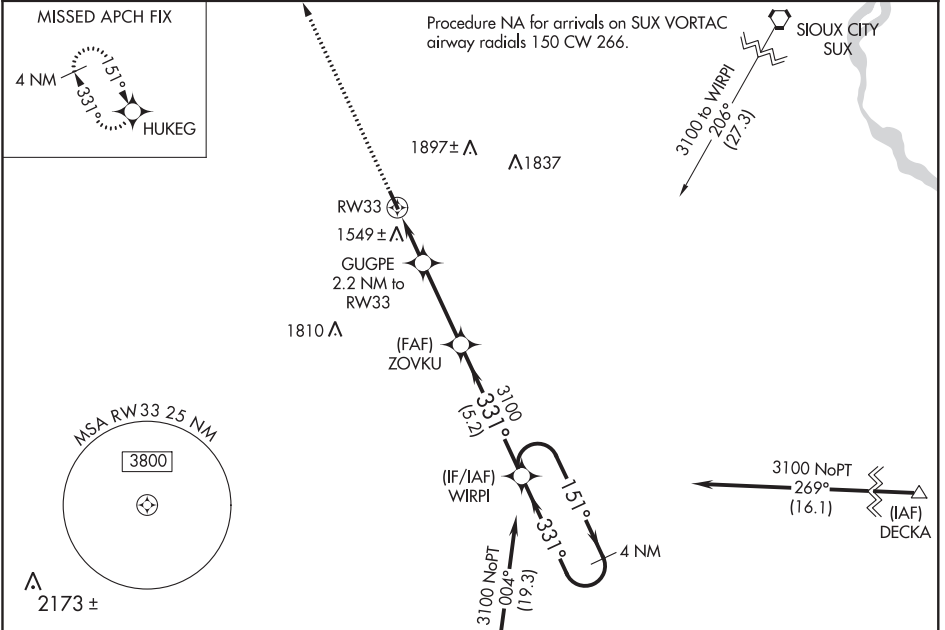 MISSED APCH FIX
4 NM
151°
331°
HUKEG
Procedure NA for arrivals on SUX VORTAC
airway radials 150 CW 266.
SIOUX CITY
SUX
3100 to WIRPI
206°
(27.3)
1897±
1837
RW33
1549±
GUGPE
2.2 NM to
RW33
1810
(FAF)
ZOVKU
3100
331°
(5.2)
MSA RW33 25 NM
3800
(IF/IAF)
WIRPI
151°
331°
4 NM
3100 NoPT
269°
(16.1)
(IAF)
DECKA
3100 NoPT
004°
(19.3)
2173±